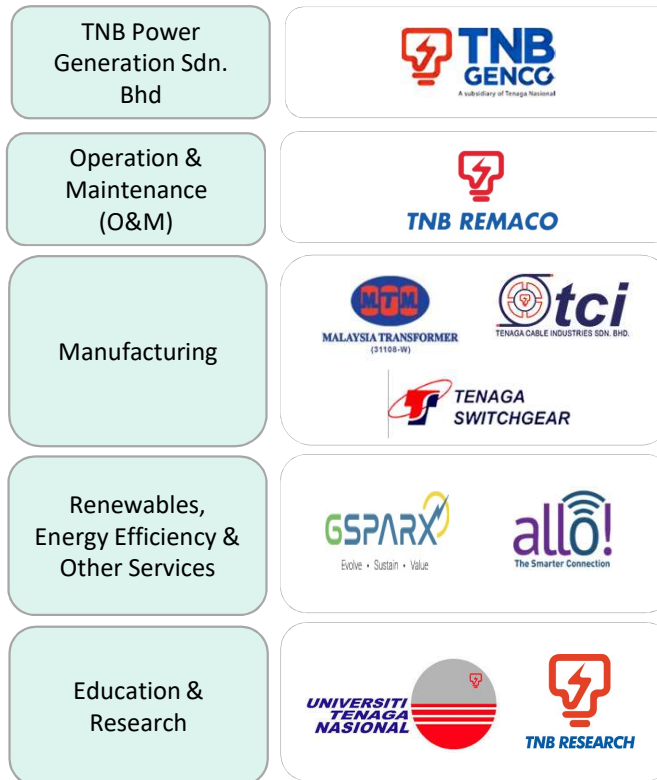 TNB Power
Generation Sdn.
Bhd
TNB
GENCO
A subsidiary of Tenaga Nasional
Operation &
Maintenance
(O&M)
TNB REMACO
Manufacturing
MTM
MALAYSIA TRANSFORMER
(31108-W)
tci
TENAGA CABLE INDUSTRIES SDN. BHD.
TENAGA
SWITCHGEAR
Renewables,
Energy Efficiency &
Other Services
GSPARX
Evolve • Sustain • Value
allo!
The Smarter Connection
Education &
Research
UNIVERSITI
TENAGA
NASIONAL
TNB RESEARCH